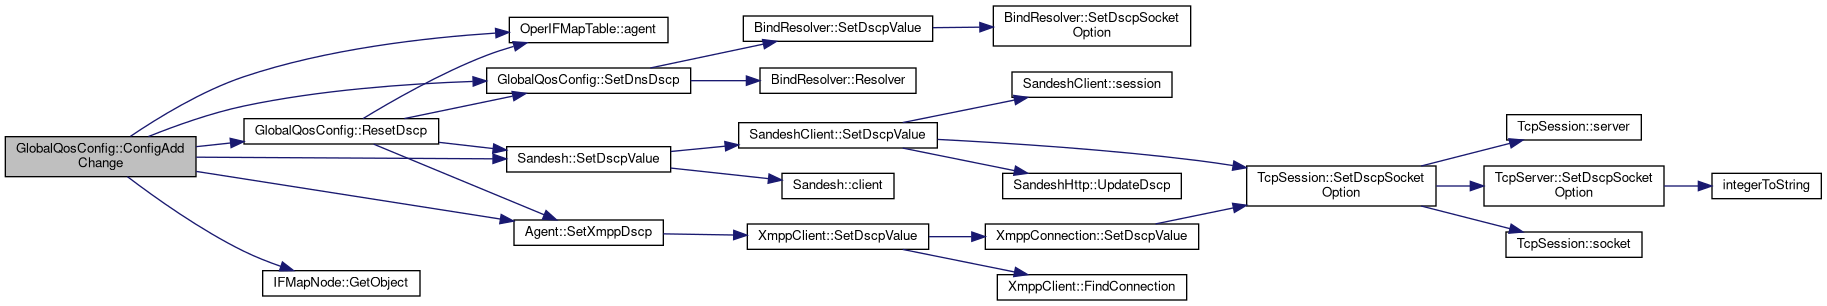 GlobalQosConfig::ConfigAdd
Change
OperIFMapTable::agent
GlobalQosConfig::SetDnsDscp
GlobalQosConfig::ResetDscp
Sandesh::SetDscpValue
Agent::SetXmppDscp
IFMapNode::GetObject
BindResolver::SetDscpValue
BindResolver::Resolver
SandeshClient::SetDscpValue
Sandesh::client
XmppClient::SetDscpValue
BindResolver::SetDscpSocket
Option
SandeshClient::session
SandeshHttp::UpdateDscp
XmppConnection::SetDscpValue
XmppClient::FindConnection
TcpSession::SetDscpSocket
Option
TcpSession::server
TcpServer::SetDscpSocket
Option
TcpSession::socket
integerToString